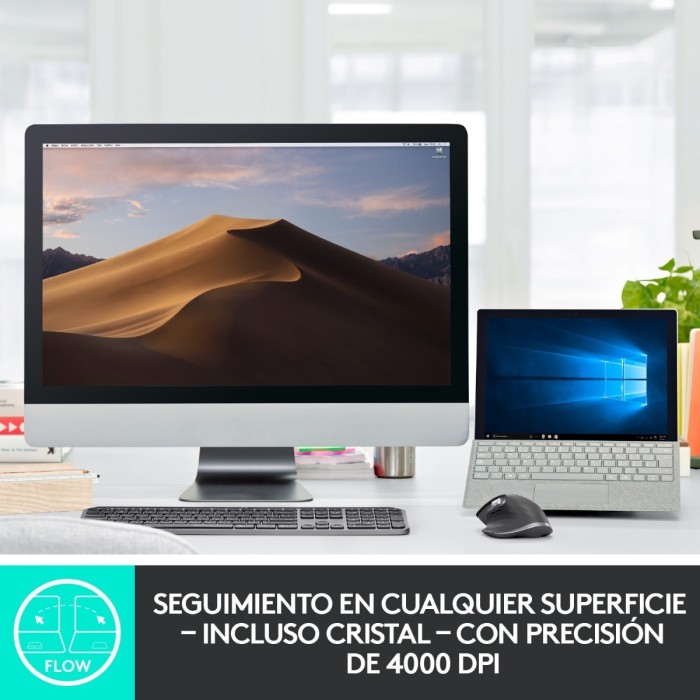 FLOW
SEGUIMIENTO EN CUALQUIER SUPERFICIE
– INCLUSO CRISTAL – CON PRECISIÓN
DE 4000 DPI